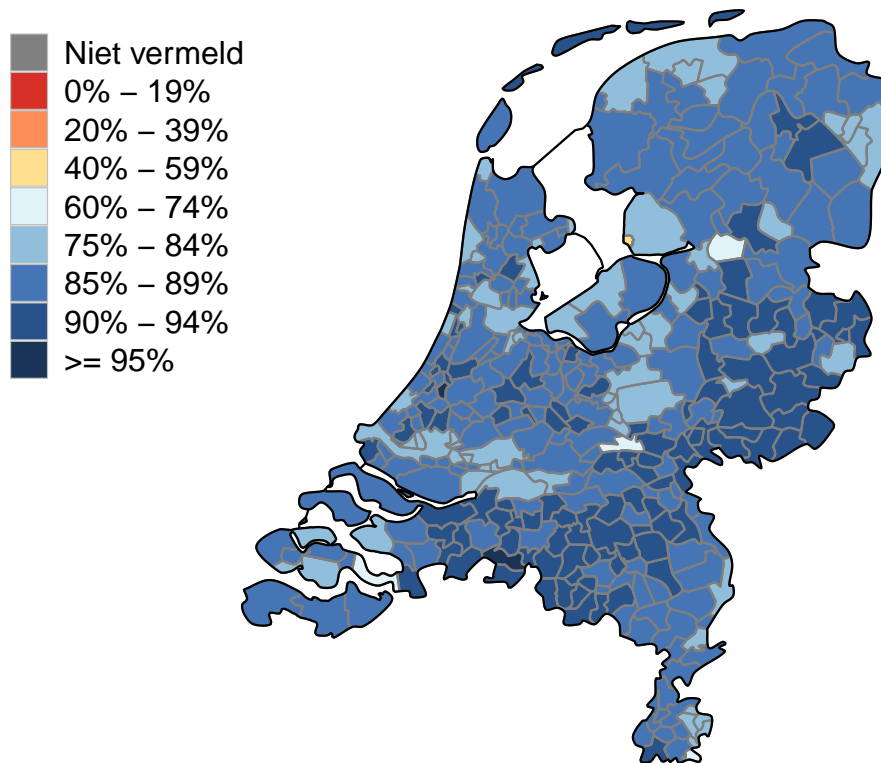 Niet vermeld
0% – 19%
20% – 39%
40% – 59%
60% – 74%
75% – 84%
85% – 89%
90% – 94%
>= 95%